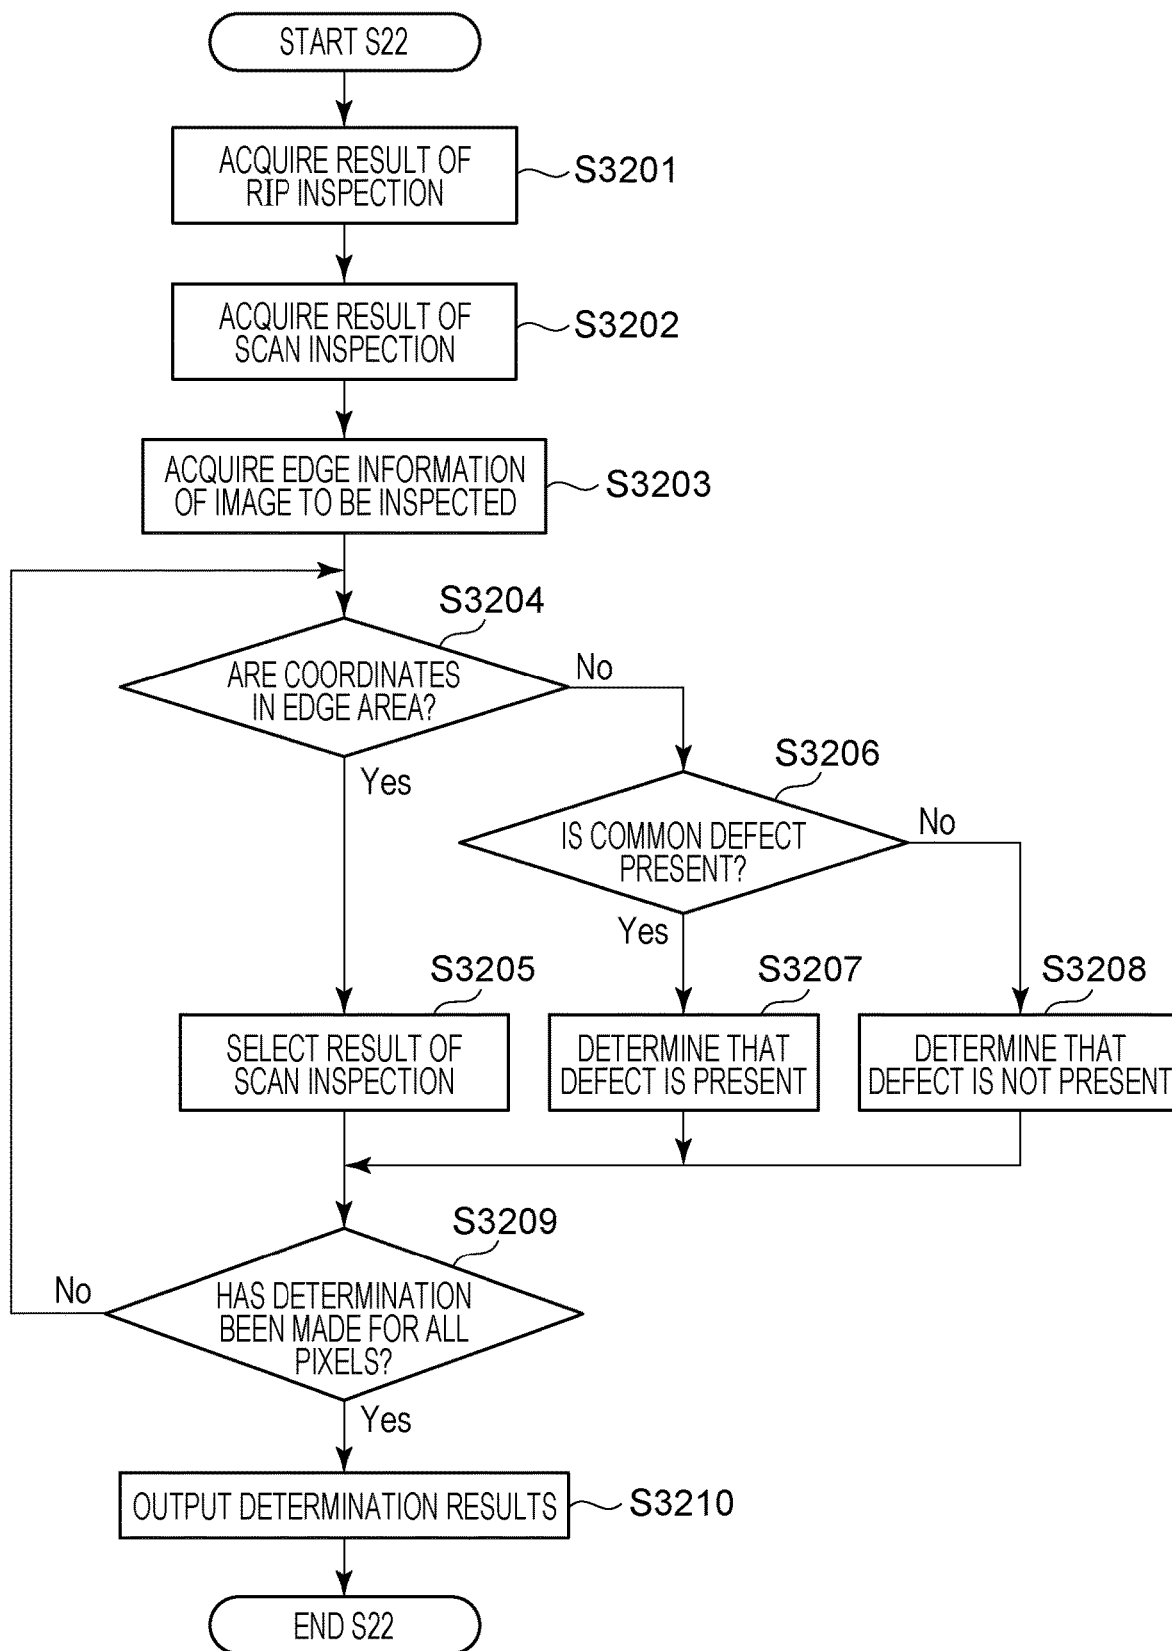 START S22
ACQUIRE RESULT OF
RIP INSPECTION
S3201
ACQUIRE RESULT OF
SCAN INSPECTION
S3202
ACQUIRE EDGE INFORMATION
OF IMAGE TO BE INSPECTED
S3203
S3204
ARE COORDINATES
IN EDGE AREA?
No
Yes
S3206
IS COMMON DEFECT
PRESENT?
No
Yes
S3205
SELECT RESULT OF
SCAN INSPECTION
S3207
DETERMINE THAT
DEFECT IS PRESENT
S3208
DETERMINE THAT
DEFECT IS NOT PRESENT
S3209
HAS DETERMINATION
BEEN MADE FOR ALL
PIXELS?
No
Yes
OUTPUT DETERMINATION RESULTS
S3210
END S22